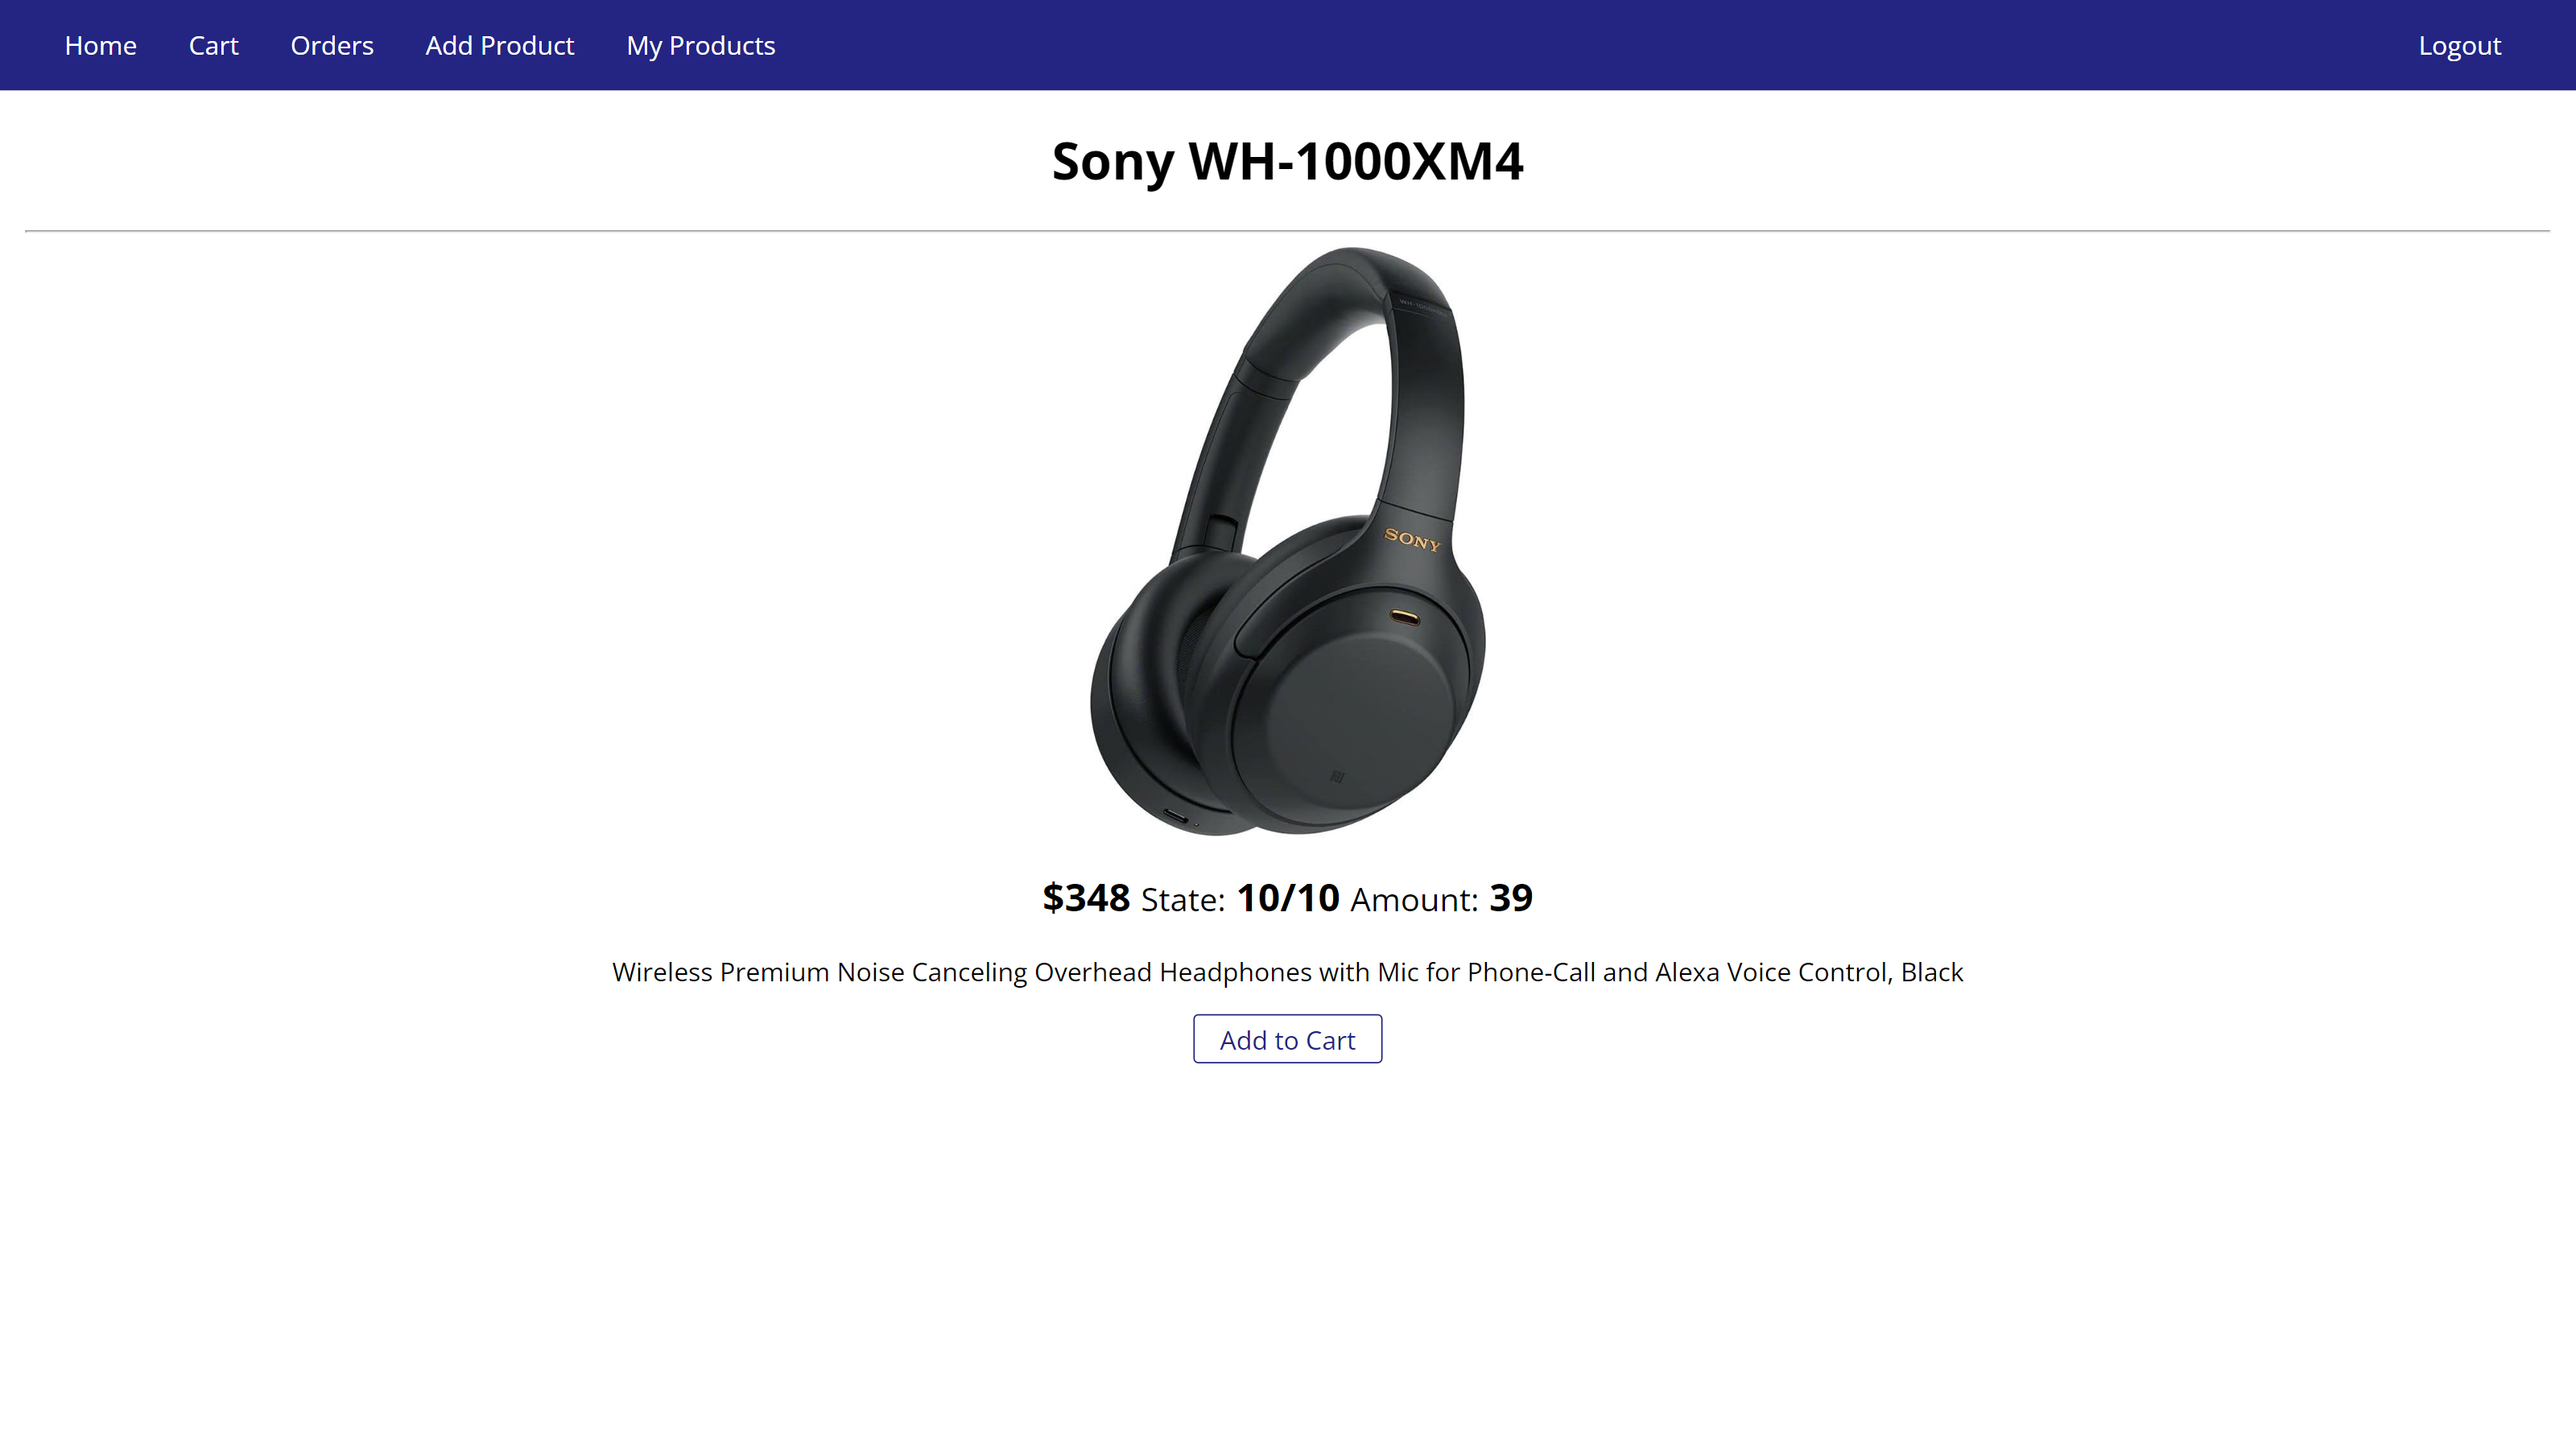 Home Cart Orders Add Product My Products Logout
Sony WH-1000XM4
SONY
$348 State: 10/10 Amount: 39
Wireless Premium Noise Canceling Overhead Headphones with Mic for Phone-Call and Alexa Voice Control, Black
Add to Cart